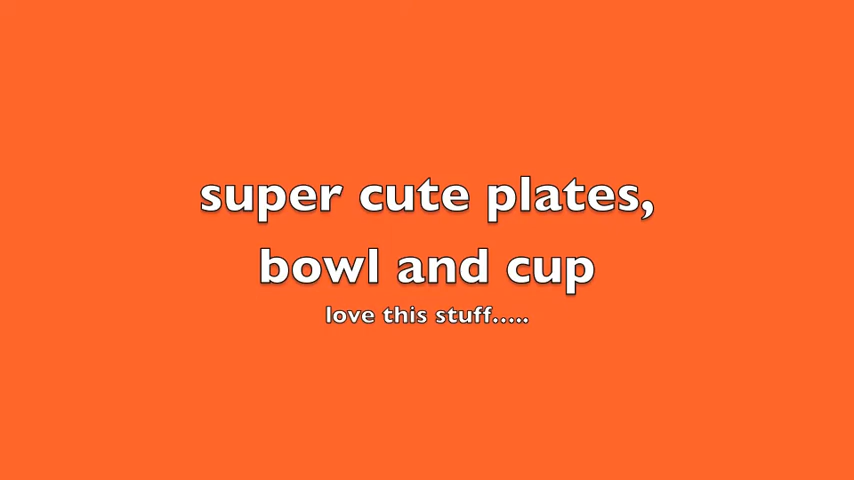 super cute plates,
bowl and cup
love this stuff.....